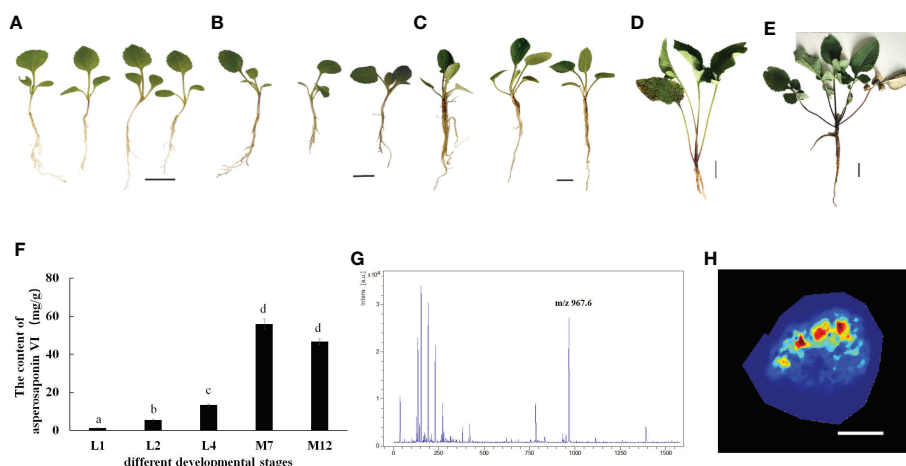 A
B
C
D
E
F
The content of
asperosaponin VI (mg/g)
80
60
40
20
0
a
b
c
d
d
L1 L2 L4 M7 M12
different developmental stages
G
Intens. [a.u.]
x10⁴
3
2
1
0
m/z 967.6
0 250 500 750 1000 1250 1500
H